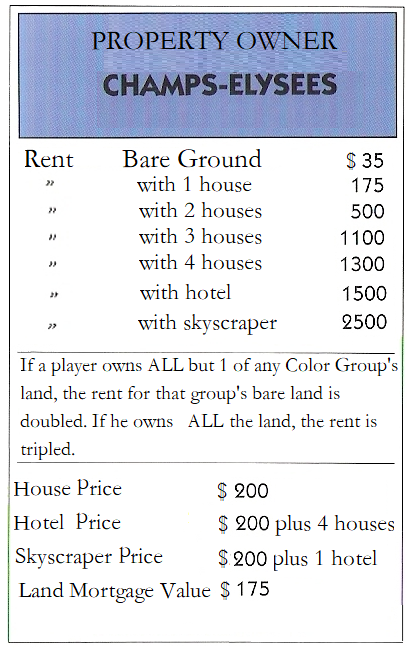 PROPERTY OWNER
CHAMPS-ELYSEES
Rent Bare Ground $ 35
" with 1 house 175
" with 2 houses 500
" with 3 houses 1100
" with 4 houses 1300
" with hotel 1500
" with skyscraper 2500
If a player owns ALL but 1 of any Color Group's
land, the rent for that group's bare land is
doubled. If he owns ALL the land, the rent is
tripled.
House Price $ 200
Hotel Price $ 200 plus 4 houses
Skyscraper Price $ 200 plus 1 hotel
Land Mortgage Value $ 175